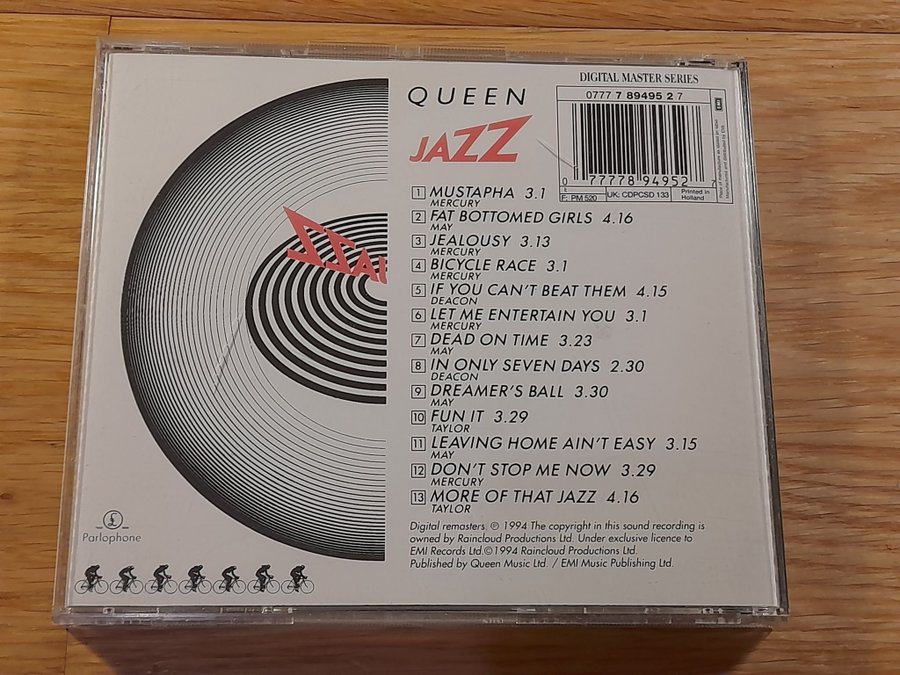 DIGITAL MASTER SERIES
QUEEN
JAZZ
0777 7 89495 2 7
0 77778 94952 7
F: PM 520
UK: CDPCSD 133
Printed in Holland
1 MUSTAPHA 3.1
MERCURY
2 FAT BOTTOMED GIRLS 4.16
MAY
3 JEALOUSY 3.13
MERCURY
4 BICYCLE RACE 3.1
MERCURY
5 IF YOU CAN'T BEAT THEM 4.15
DEACON
6 LET ME ENTERTAIN YOU 3.1
MERCURY
7 DEAD ON TIME 3.23
MAY
8 IN ONLY SEVEN DAYS 2.30
DEACON
9 DREAMER'S BALL 3.30
MAY
10 FUN IT 3.29
TAYLOR
11 LEAVING HOME AIN'T EASY 3.15
MAY
12 DON'T STOP ME NOW 3.29
MERCURY
13 MORE OF THAT JAZZ 4.16
TAYLOR
Digital remasters ℗ 1994 The copyright in this sound recording is
owned by Raincloud Productions Ltd. Under exclusive licence to
EMI Records Ltd.© 1994 Raincloud Productions Ltd.
Published by Queen Music Ltd. / EMI Music Publishing Ltd.
Parlophone